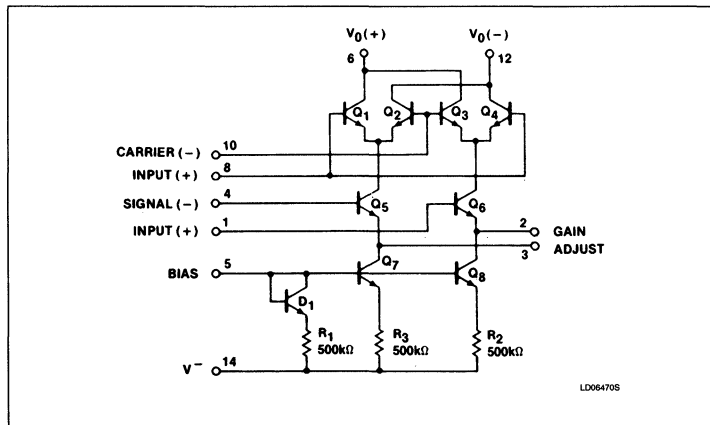 V0(+) V0(-)
6 12
Q1 Q2 Q3 Q4
CARRIER (-) 10
INPUT (+) 8
SIGNAL (-) 4
Q5 Q6
INPUT (+) 1
2 GAIN
3 ADJUST
BIAS 5
Q7 Q8
D1
R1 500kΩ
R3 500kΩ
R2 500kΩ
V- 14
LD06470S